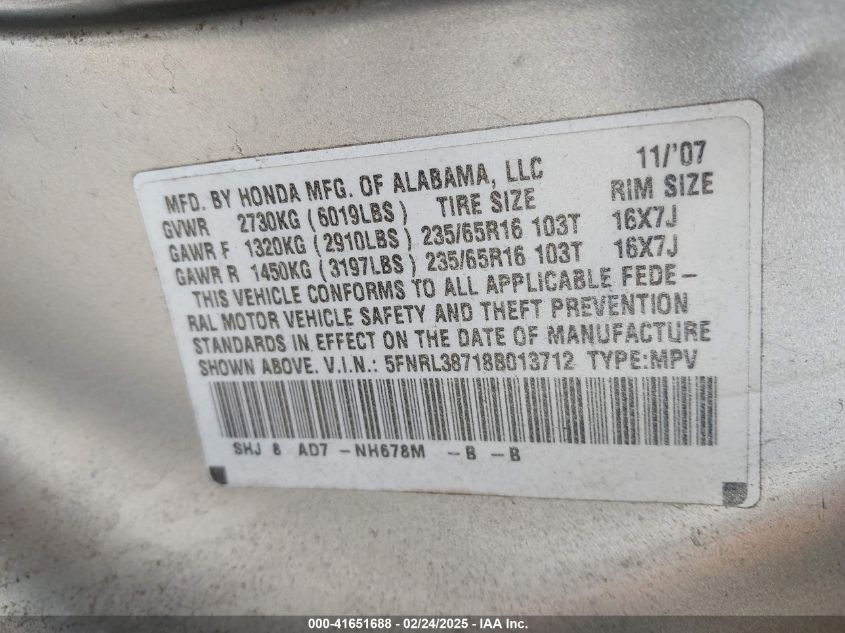 MFD. BY HONDA MFG. OF ALABAMA, LLC 11/'07
GVWR 2730KG (6019LBS) TIRE SIZE RIM SIZE
GAWR F 1320KG (2910LBS) 235/65R16 103T 16X7J
GAWR R 1450KG (3197LBS) 235/65R16 103T 16X7J
THIS VEHICLE CONFORMS TO ALL APPLICABLE FEDE-
RAL MOTOR VEHICLE SAFETY AND THEFT PREVENTION
STANDARDS IN EFFECT ON THE DATE OF MANUFACTURE
SHOWN ABOVE. V.I.N.: 5FNRL38718B013712 TYPE:MPV
SHJ 8 AD7 -NH678M --B --B
000-41651688 - 02/24/2025 - IAA Inc.